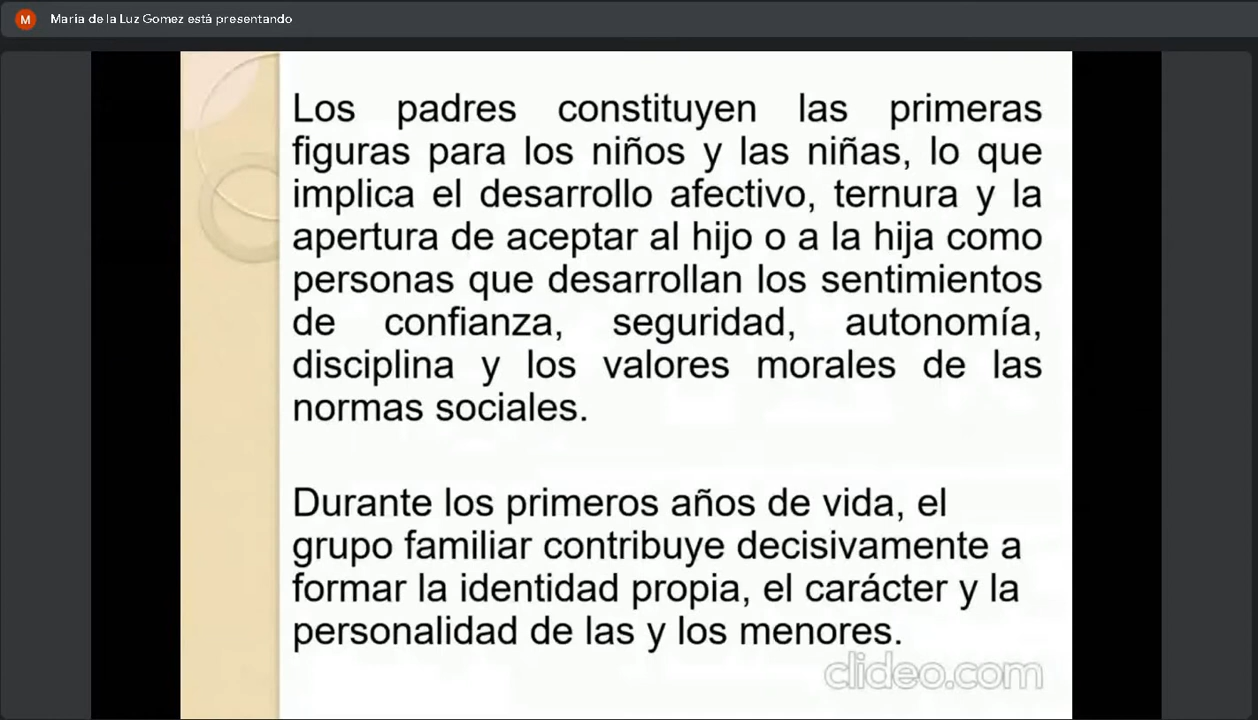 M María de la Luz Gomez está presentando
Los padres constituyen las primeras
figuras para los niños y las niñas, lo que
implica el desarrollo afectivo, ternura y la
apertura de aceptar al hijo o a la hija como
personas que desarrollan los sentimientos
de confianza, seguridad, autonomía,
disciplina y los valores morales de las
normas sociales.
Durante los primeros años de vida, el
grupo familiar contribuye decisivamente a
formar la identidad propia, el carácter y la
personalidad de las y los menores.
clideo.com